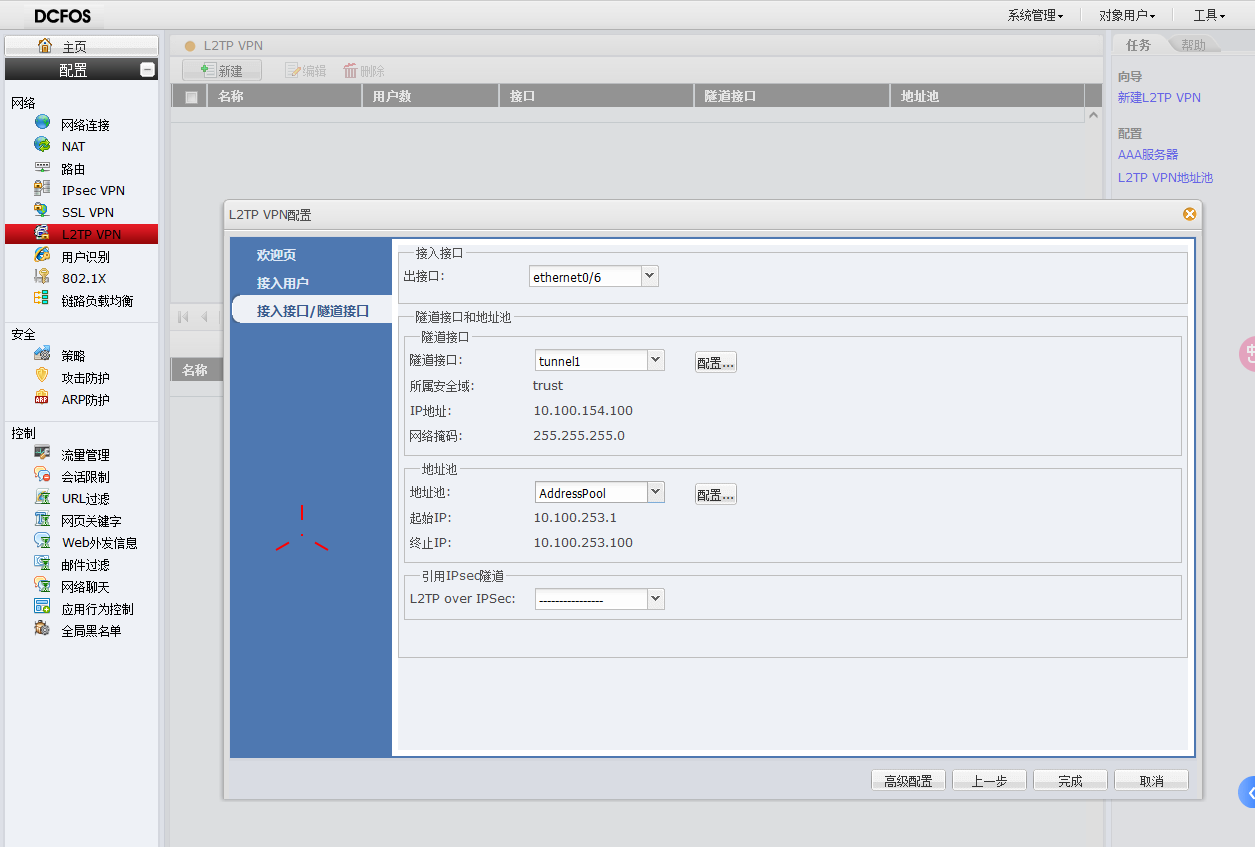 DCFOS
系统管理 对象用户 工具
主页
配置
网络
网络连接
NAT
路由
IPsec VPN
SSL VPN
L2TP VPN
用户识别
802.1X
链路负载均衡
安全
策略
攻击防护
ARP防护
控制
流量管理
会话限制
URL过滤
网页关键字
Web外发信息
邮件过滤
网络聊天
应用行为控制
全局黑名单
L2TP VPN
新建 编辑 删除
名称 用户数 接口 隧道接口 地址池
名称
L2TP VPN配置
欢迎页
接入用户
接入接口/隧道接口
接入接口
出接口: ethernet0/6
隧道接口和地址池
隧道接口
隧道接口: tunnel1 配置...
所属安全域: trust
IP地址: 10.100.154.100
网络掩码: 255.255.255.0
地址池
地址池: AddressPool 配置...
起始IP: 10.100.253.1
终止IP: 10.100.253.100
引用IPsec隧道
L2TP over IPSec: ----------------
高级配置 上一步 完成 取消
任务 帮助
向导
新建L2TP VPN
配置
AAA服务器
L2TP VPN地址池